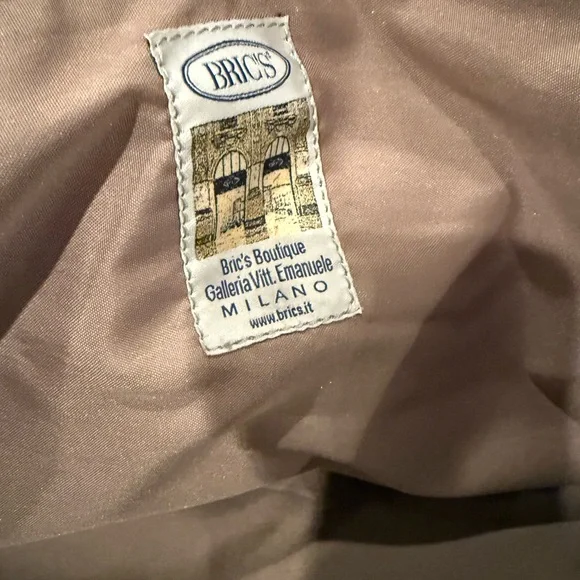 BRIC'S
Bric's Boutique
Galleria Vitt. Emanuele
MILANO
www.brics.it